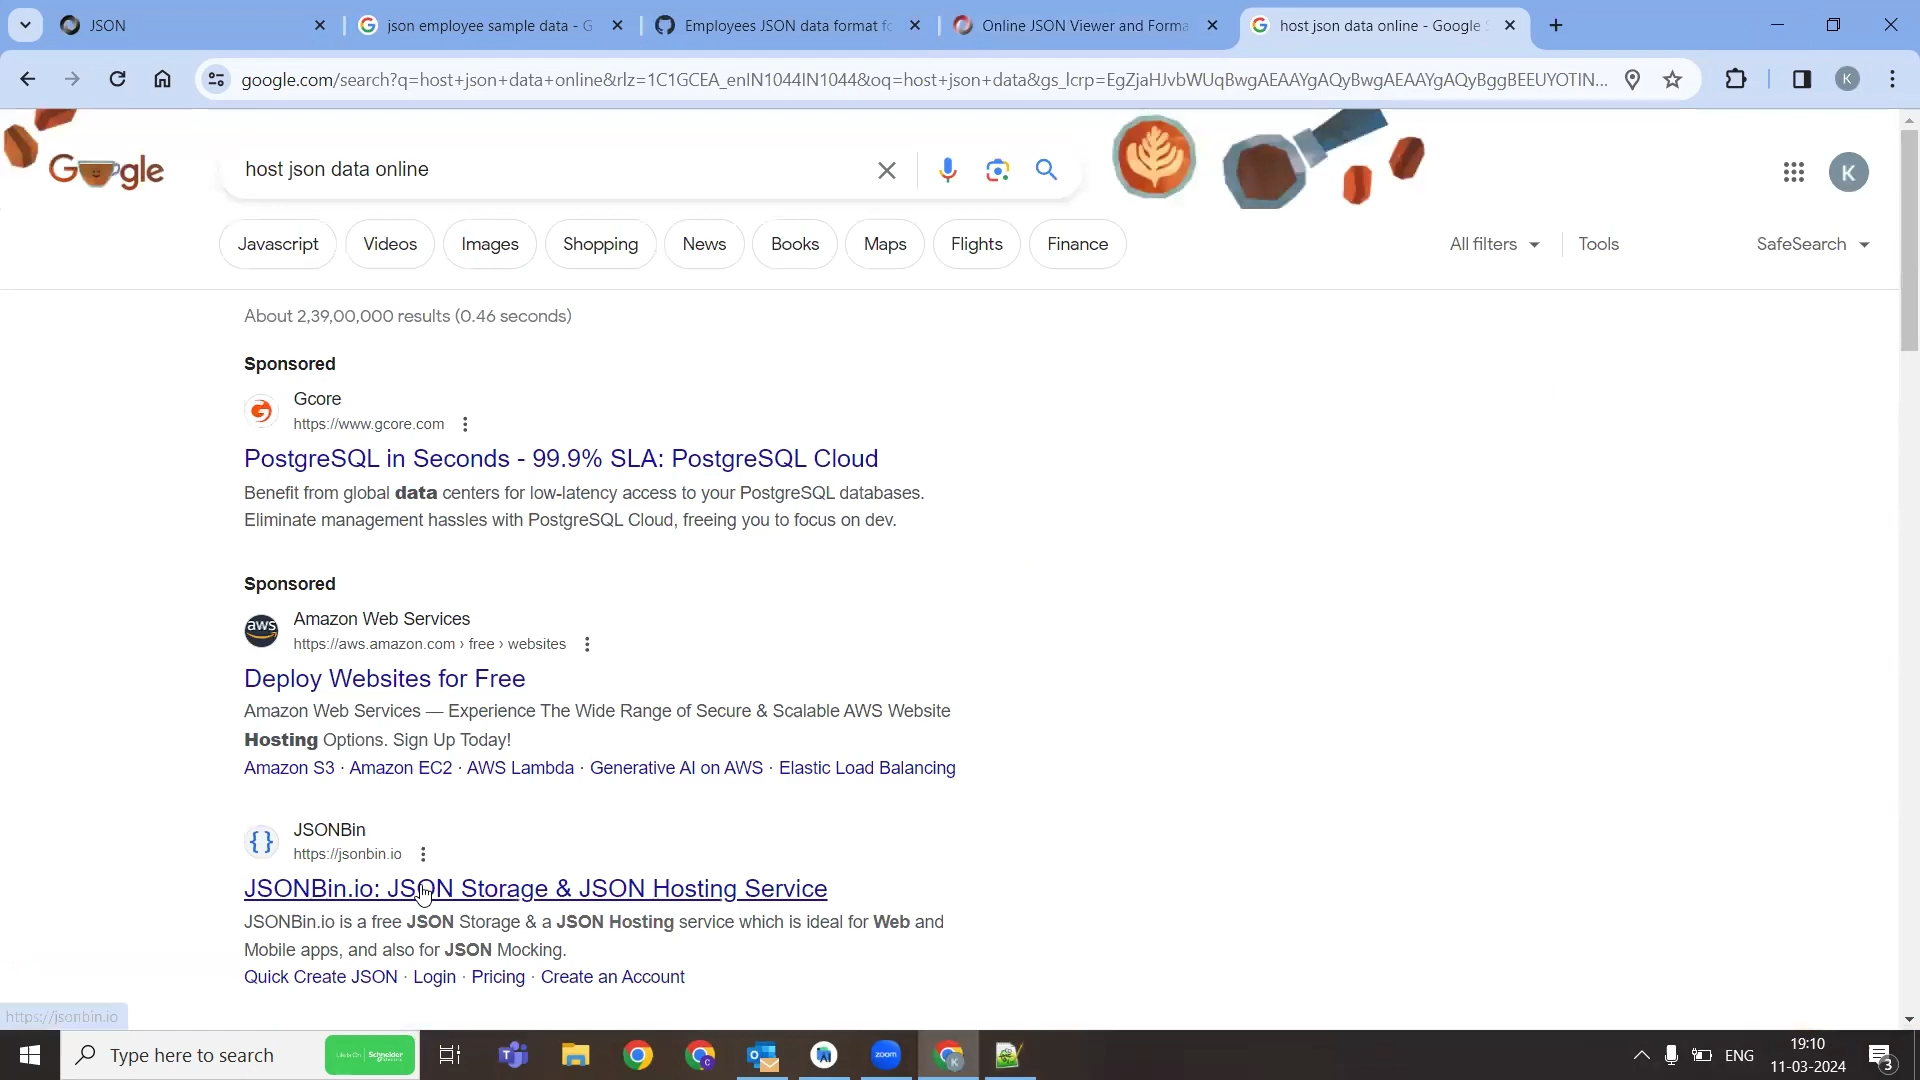 JSON
json employee sample data - G
Employees JSON data format fo
Online JSON Viewer and Forma
host json data online - Google S
google.com/search?q=host+json+data+online&rlz=1C1GCEA_enIN1044IN1044&oq=host+json+data&gs_lcrp=EgZjaHJvbWUqBwgAEAAYgAQyBwgAEAAYgAQyBggBEEUYOTIN...
K
Google
host json data online
K
Javascript
Videos
Images
Shopping
News
Books
Maps
Flights
Finance
All filters
Tools
SafeSearch
About 2,39,00,000 results (0.46 seconds)
Sponsored
Gcore
https://www.gcore.com
PostgreSQL in Seconds - 99.9% SLA: PostgreSQL Cloud
Benefit from global data centers for low-latency access to your PostgreSQL databases.
Eliminate management hassles with PostgreSQL Cloud, freeing you to focus on dev.
Sponsored
aws
Amazon Web Services
https://aws.amazon.com › free › websites
Deploy Websites for Free
Amazon Web Services — Experience The Wide Range of Secure & Scalable AWS Website
Hosting Options. Sign Up Today!
Amazon S3 · Amazon EC2 · AWS Lambda · Generative AI on AWS · Elastic Load Balancing
{ }
JSONBin
https://jsonbin.io
JSONBin.io: JSON Storage & JSON Hosting Service
JSONBin.io is a free JSON Storage & a JSON Hosting service which is ideal for Web and
Mobile apps, and also for JSON Mocking.
Quick Create JSON · Login · Pricing · Create an Account
https://jsonbin.io
Type here to search
Life Is On Schneider Electric
zoom
ENG
19:10
11-03-2024
3